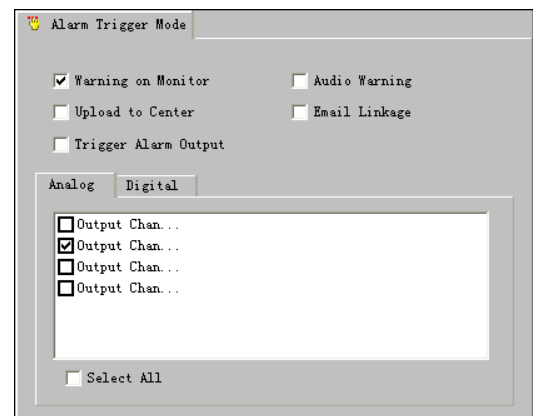 Alarm Trigger Mode
Warning on Monitor Audio Warning
Upload to Center Email Linkage
Trigger Alarm Output
Analog Digital
Output Chan...
Output Chan...
Output Chan...
Output Chan...
Select All